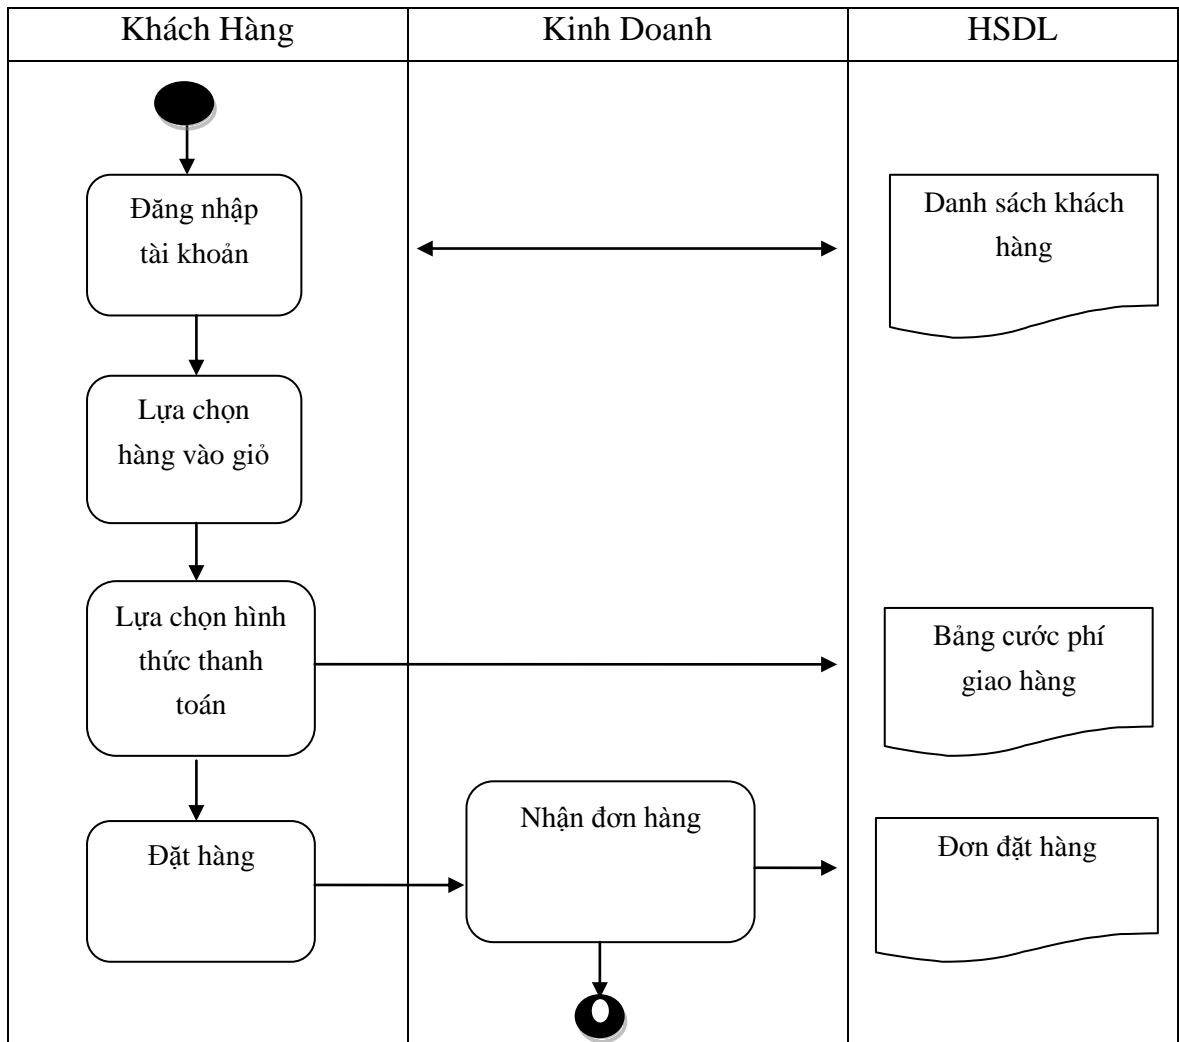 Khách Hàng
Kinh Doanh
HSDL
Đăng nhập
tài khoản
Danh sách khách
hàng
Lựa chọn
hàng vào giỏ
Lựa chọn hình
thức thanh
toán
Bảng cước phí
giao hàng
Đặt hàng
Nhận đơn hàng
Đơn đặt hàng